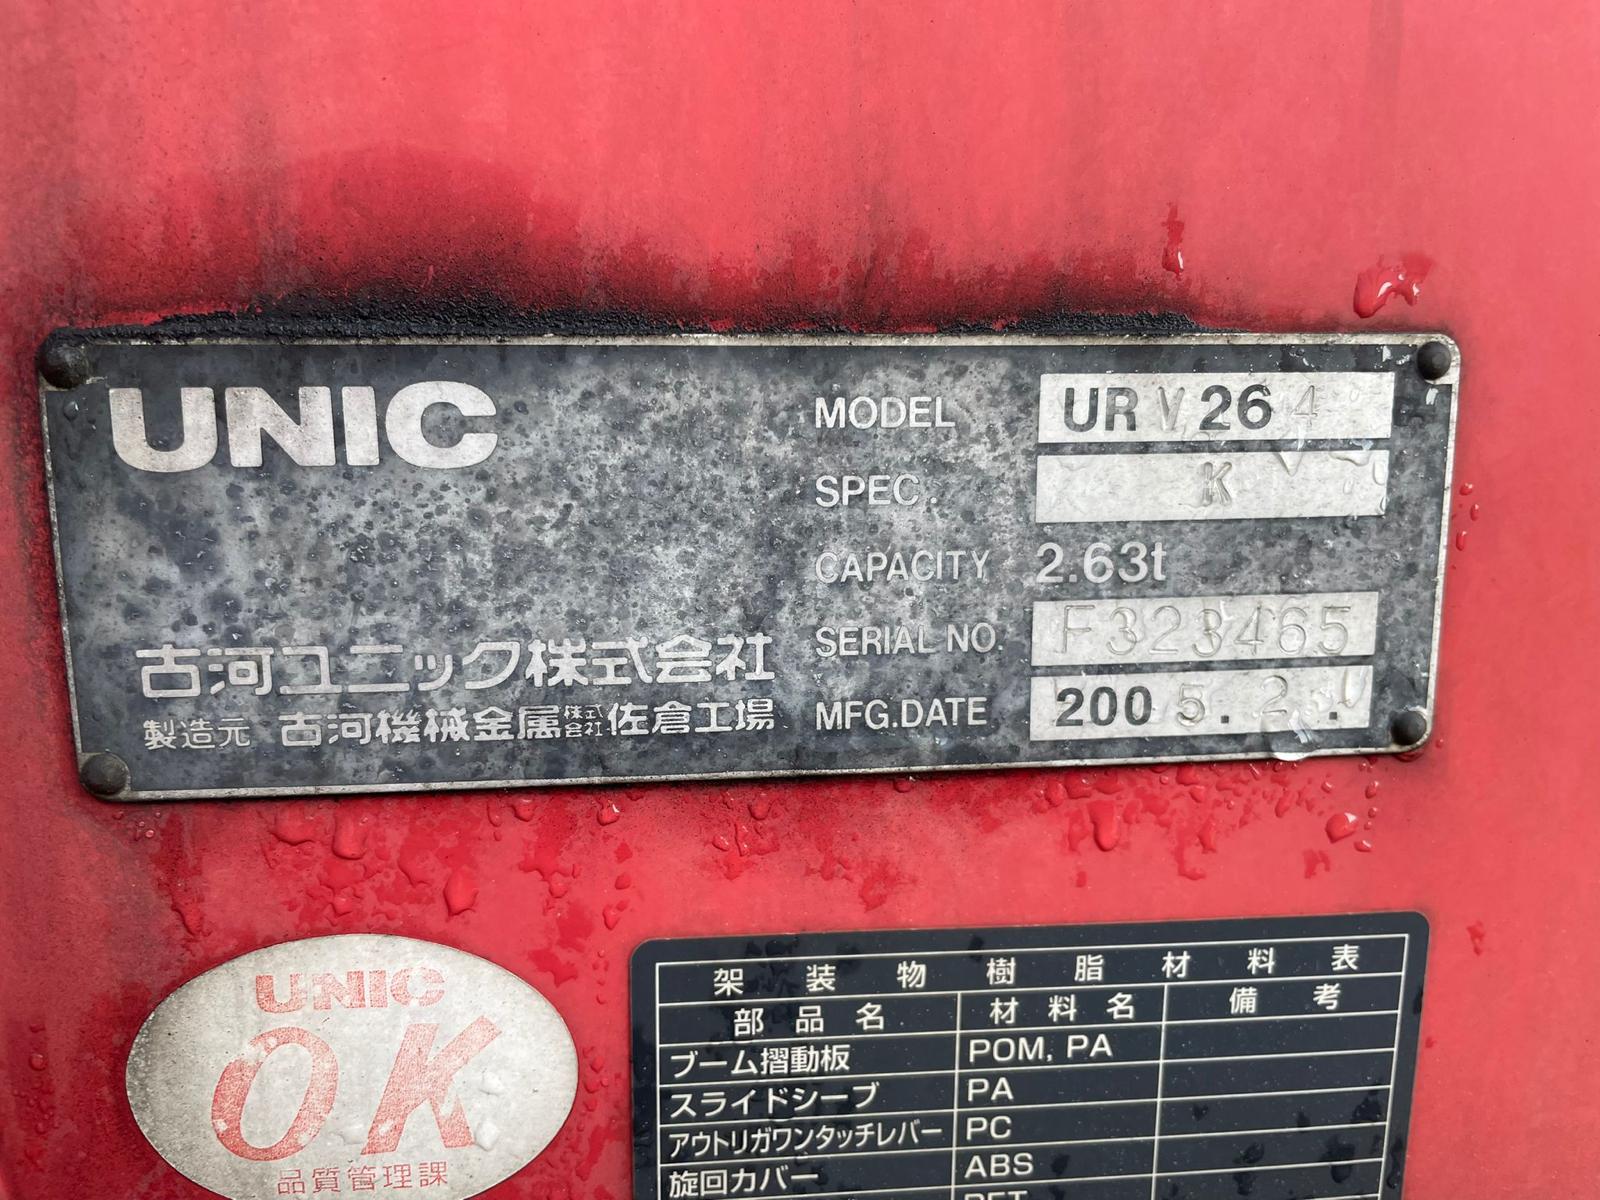 UNIC
MODEL URV264
SPEC. K
CAPACITY 2.63t
SERIAL NO. F323465
MFG.DATE 2005.2.
古河ユニック株式会社
製造元 古河機械金属株式会社佐倉工場
UNIC
OK
品質管理課
架装物樹脂材料表
部品名 材料名 備考
ブーム摺動板 POM, PA
スライドシーブ PA
アウトリガワンタッチレバー PC
旋回カバー ABS
PET